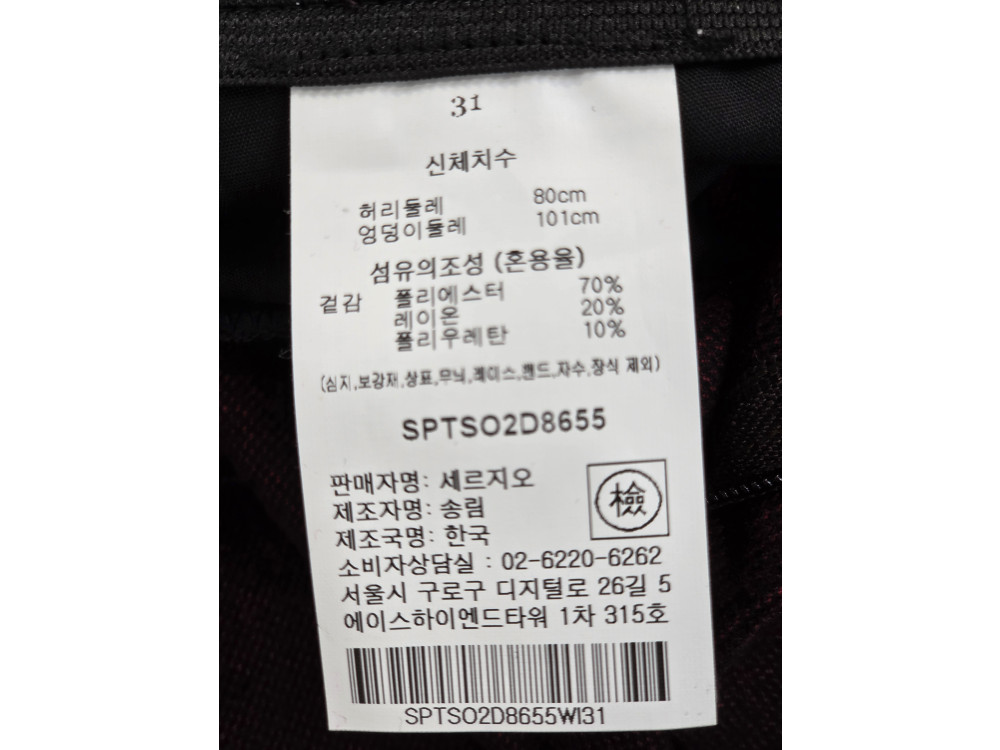 31
신체치수
허리둘레 80cm
엉덩이둘레 101cm
섬유의조성 (혼용율)
겉감 폴리에스터 70%
레이온 20%
폴리우레탄 10%
(심지,보강재,상표,무늬,레이스,밴드,자수,장식 제외)
SPTSO2D8655
판매자명: 세르지오
제조자명: 송림
제조국명: 한국
檢
소비자상담실 : 02-6220-6262
서울시 구로구 디지털로 26길 5
에이스하이엔드타워 1차 315호
SPTSO2D8655WI31